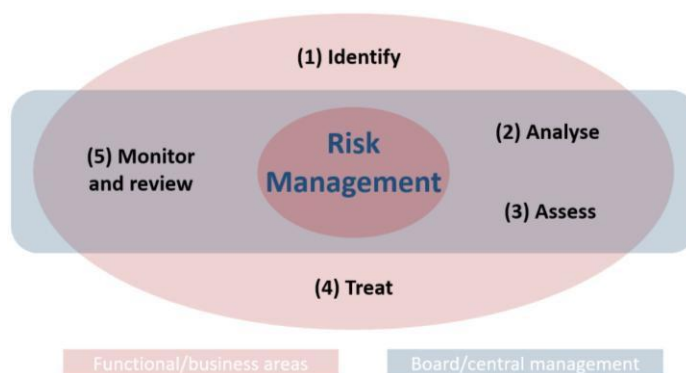 (1) Identify
Risk
Management
(2) Analyse
(3) Assess
(4) Treat
(5) Monitor
and review
Functional/business areas
Board/central management